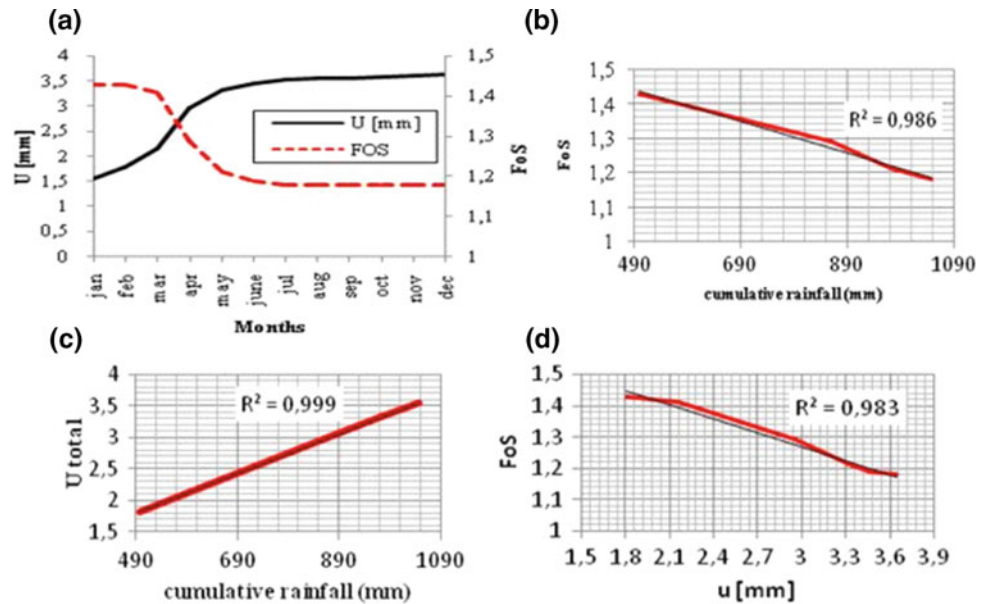 (a)
4
3,5
3
2,5
2
1,5
1
0,5
0
U [mm]
1,5
1,4
1,3
1,2
1,1
1
FoS
U [mm]
FOS
jan
feb
mar
apr
may
june
jul
aug
sep
oct
nov
dec
Months
(b)
1,5
1,4
1,3
1,2
1,1
1
FoS
R² = 0,986
490
690
890
1090
cumulative rainfall (mm)
(c)
4
3,5
3
2,5
2
1,5
U total
R² = 0,999
490
690
890
1090
cumulative rainfall (mm)
(d)
1,5
1,4
1,3
1,2
1,1
1
FoS
R² = 0,983
1,5
1,8
2,1
2,4
2,7
3
3,3
3,6
3,9
u [mm]